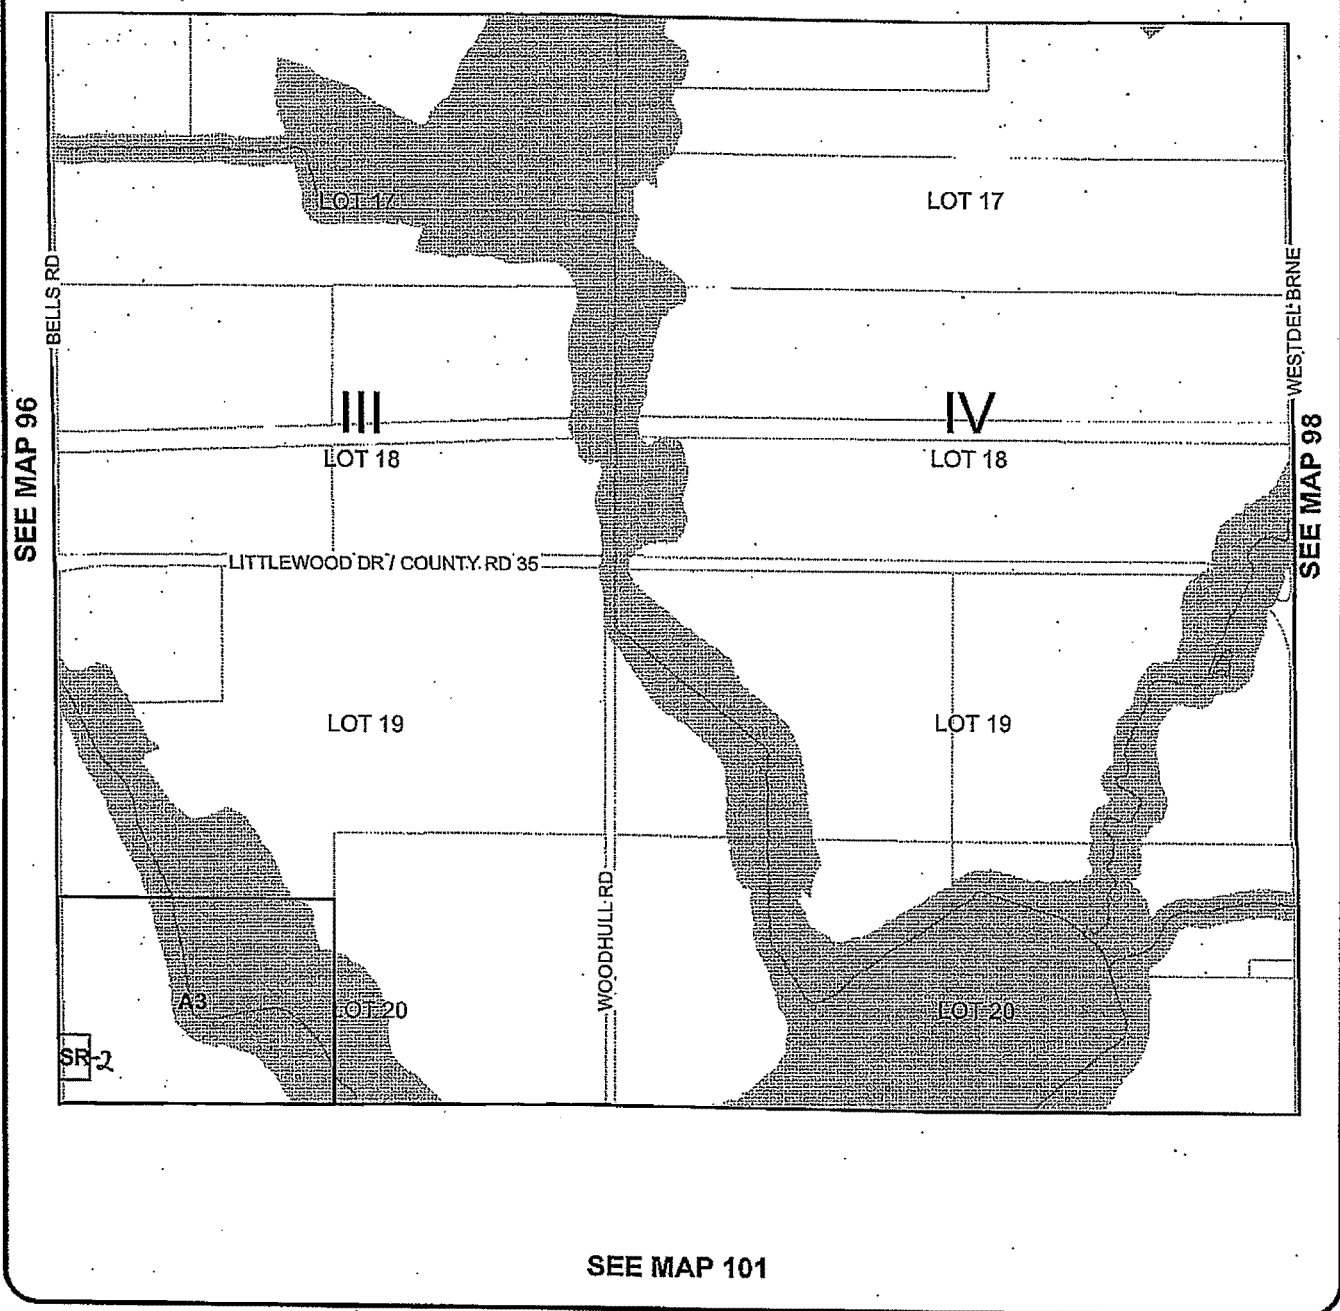 LOT 17
LOT 17
BELLS RD
WESTDEL BRNE
III
IV
SEE MAP 96
SEE MAP 98
LOT 18
LOT 18
LITTLEWOOD DR / COUNTY RD 35
LOT 19
LOT 19
WOODHULL RD
A3
LOT 20
LOT 20
SR-2
SEE MAP 101